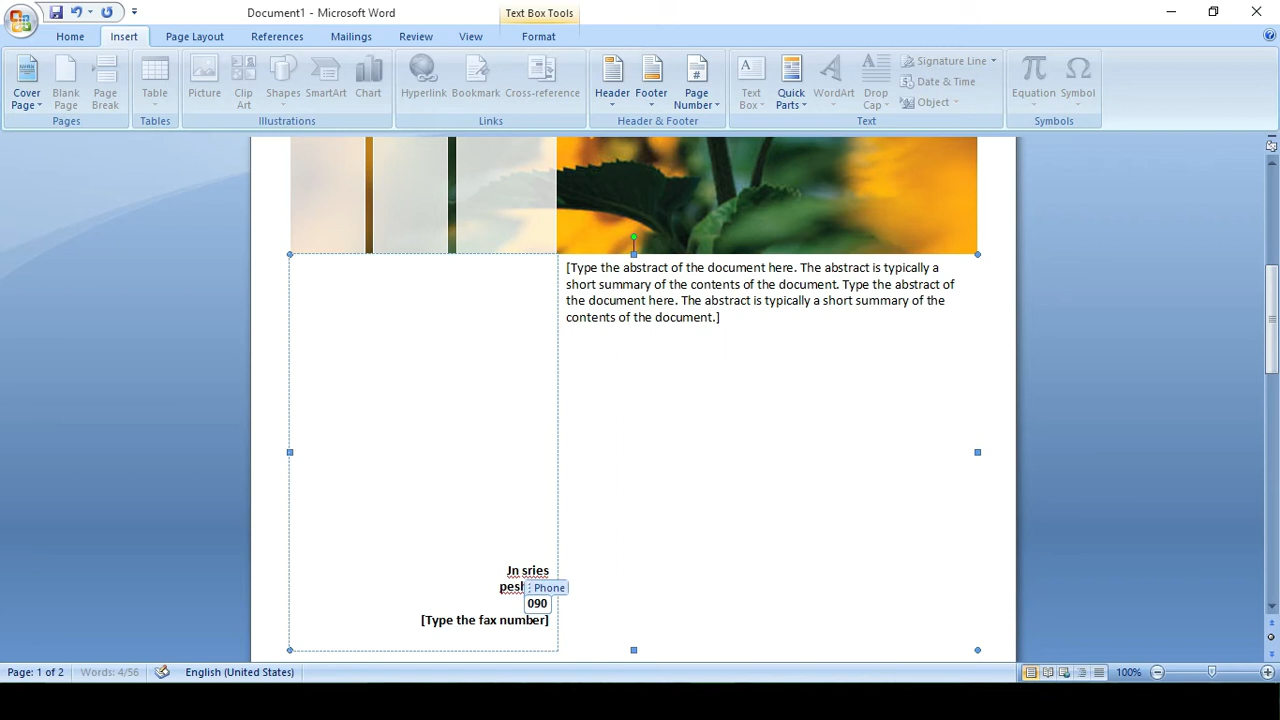 Document1 - Microsoft Word
Text Box Tools
Home Insert Page Layout References Mailings Review View Format
Cover Page
Blank Page
Page Break
Table
Picture
Clip Art
Shapes
SmartArt
Chart
Hyperlink
Bookmark
Cross-reference
Header
Footer
Page Number
Text Box
Quick Parts
WordArt
Drop Cap
Signature Line
Date & Time
Object
Equation
Symbol
Pages Tables Illustrations Links Header & Footer Text Symbols
[Type the abstract of the document here. The abstract is typically a
short summary of the contents of the document. Type the abstract of
the document here. The abstract is typically a short summary of the
contents of the document.]
Jn sries
Phone
090
[Type the fax number]
Page: 1 of 2 Words: 4/56 English (United States) 100%